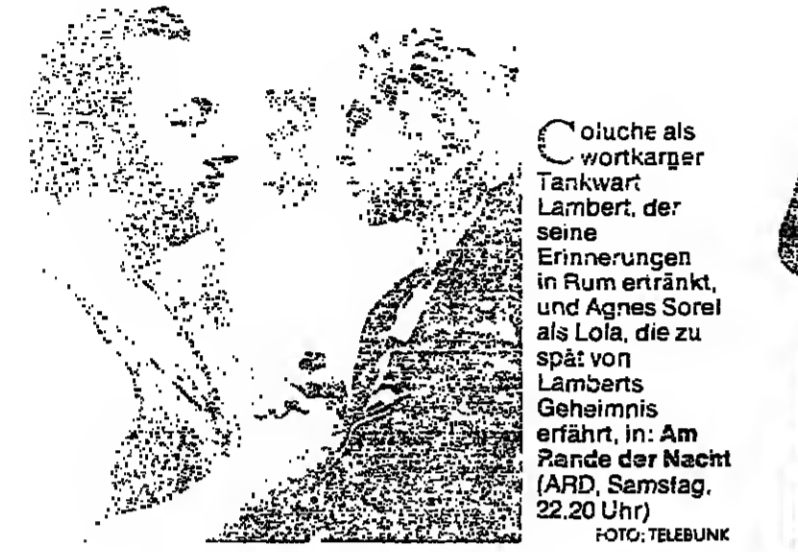 Coluche als
wortkarger
Tankwart
Lambert, der
seine
Erinnerungen
in Rum ertränkt,
und Agnes Sorel
als Lola, die zu
spät von
Lamberts
Geheimnis
erfährt, in: Am
Rande der Nacht
(ARD, Samstag,
22.20 Uhr)
FOTO: TELEBUNK